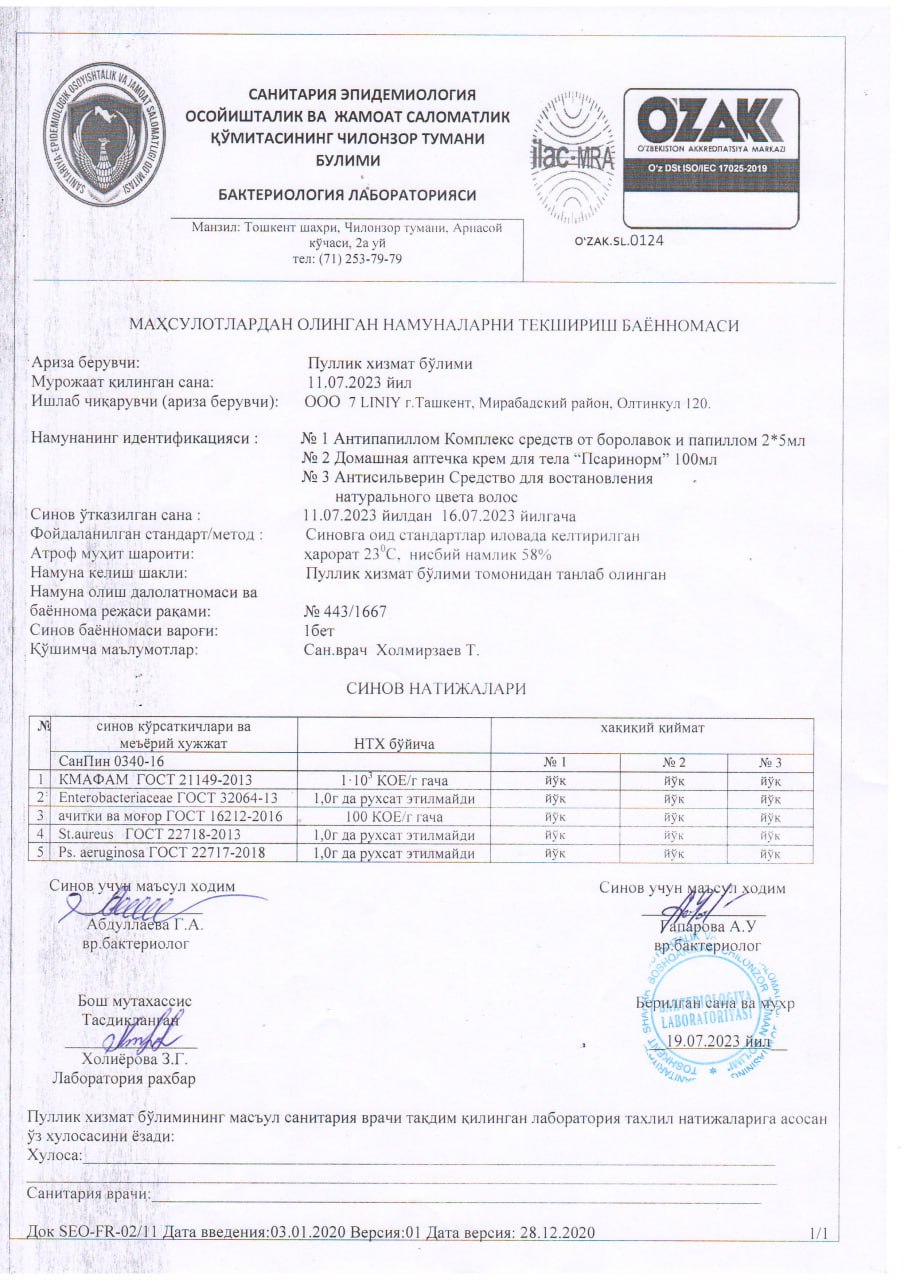 SANITARIYA-EPIDEMIOLOGIK OSOYISHTALIK VA JAMOAT SALOMATLIGI QO'MITASI
САНИТАРИЯ ЭПИДЕМИОЛОГИЯ
ОСОЙИШТАЛИК ВА ЖАМОАТ САЛОМАТЛИК
ҚЎМИТАСИНИНГ ЧИЛОНЗОР ТУМАНИ
БУЛИМИ
БАКТЕРИОЛОГИЯ ЛАБОРАТОРИЯСИ
ilac-MRA
O'ZAKK
O'ZBEKISTON AKKREDITATSIYA MARKAZI
O'z DSt ISO/IEC 17025-2019
O'ZAK.SL.0124
Манзил: Тошкент шахри, Чилонзор тумани, Арнасой
кўчаси, 2а уй
тел: (71) 253-79-79
МАҲСУЛОТЛАРДАН ОЛИНГАН НАМУНАЛАРНИ ТЕКШИРИШ БАЁННОМАСИ
Ариза берувчи: Пуллик хизмат бўлими
Мурожаат қилинган сана: 11.07.2023 йил
Ишлаб чиқарувчи (ариза берувчи): ООО 7 LINIY г.Ташкент, Мирабадский район, Олтинкул 120.
Намунанинг идентификацияси : № 1 Антипапиллом Комплекс средств от боролавок и папиллом 2*5мл
№ 2 Домашная аптечка крем для тела “Псаринорм” 100мл
№ 3 Антисильверин Средство для востановления
натурального цвета волос
Синов ўтказилган сана : 11.07.2023 йилдан 16.07.2023 йилгача
Фойдаланилган стандарт/метод : Синовга оид стандартлар иловада келтирилган
Атроф муҳит шароити: ҳарорат 23⁰С, нисбий намлик 58%
Намуна келиш шакли: Пуллик хизмат бўлими томонидан танлаб олинган
Намуна олиш далолатномаси ва
баённома режаси рақами: № 443/1667
Синов баённомаси вароғи: 1бет
Қўшимча маълумотлар: Сан.врач Холмирзаев Т.
СИНОВ НАТИЖАЛАРИ
№ синов кўрсаткичлари ва меъёрий хужжат НТХ бўйича хакикий киймат
СанПин 0340-16 № 1 № 2 № 3
1 КМАФАМ ГОСТ 21149-2013 1·10³ КОЕ/г гача йўк йўк йўк
2 Enterobacteriaceae ГОСТ 32064-13 1,0г да рухсат этилмайди йўк йўк йўк
3 ачитки ва моғор ГОСТ 16212-2016 100 КОЕ/г гача йўк йўк йўк
4 St.aureus ГОСТ 22718-2013 1,0г да рухсат этилмайди йўк йўк йўк
5 Ps. aeruginosa ГОСТ 22717-2018 1,0г да рухсат этилмайди йўк йўк йўк
Синов учун маъсул ходим Синов учун маъсул ходим
Абдуллаева Г.А. Гапарова А.У
вр.бактериолог вр.бактериолог
Бош мутахассис Берилган сана ва муҳр
Тасдикланган
BAKTERIOLOGIYA
LABORATORIYASI
19.07.2023 йил
Холиёрова З.Г.
Лаборатория рахбар
Пуллик хизмат бўлимининг масъул санитария врачи тақдим қилинган лаборатория тахлил натижаларига асосан
ўз хулосасини ёзади:
Хулоса:
Санитария врачи:
Док SEO-FR-02/11 Дата введения:03.01.2020 Версия:01 Дата версия: 28.12.2020 1/1